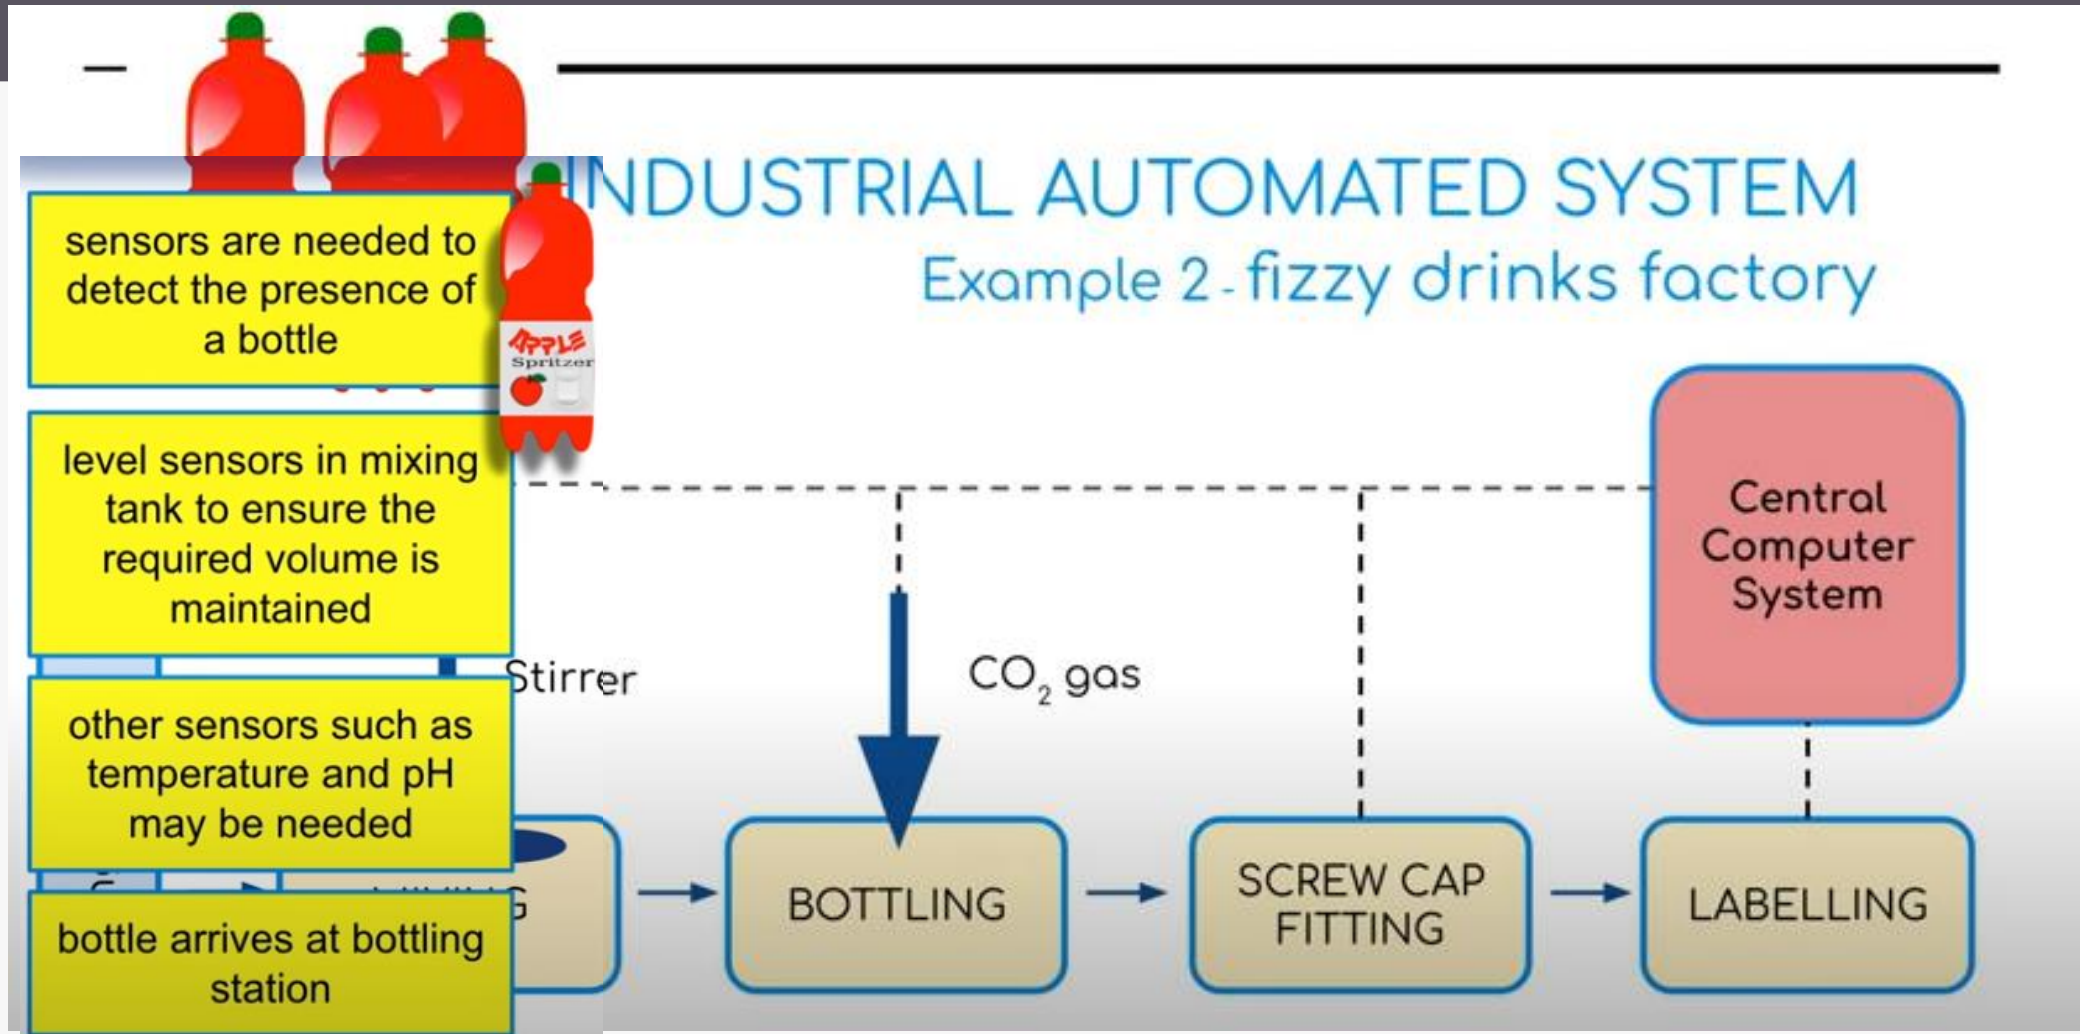 INDUSTRIAL AUTOMATED SYSTEM
Example 2 - fizzy drinks factory
sensors are needed to
detect the presence of
a bottle
APPLE
Spritzer
level sensors in mixing
tank to ensure the
required volume is
maintained
Central
Computer
System
Stirrer
CO₂ gas
other sensors such as
temperature and pH
may be needed
BOTTLING
SCREW CAP
FITTING
LABELLING
bottle arrives at bottling
station